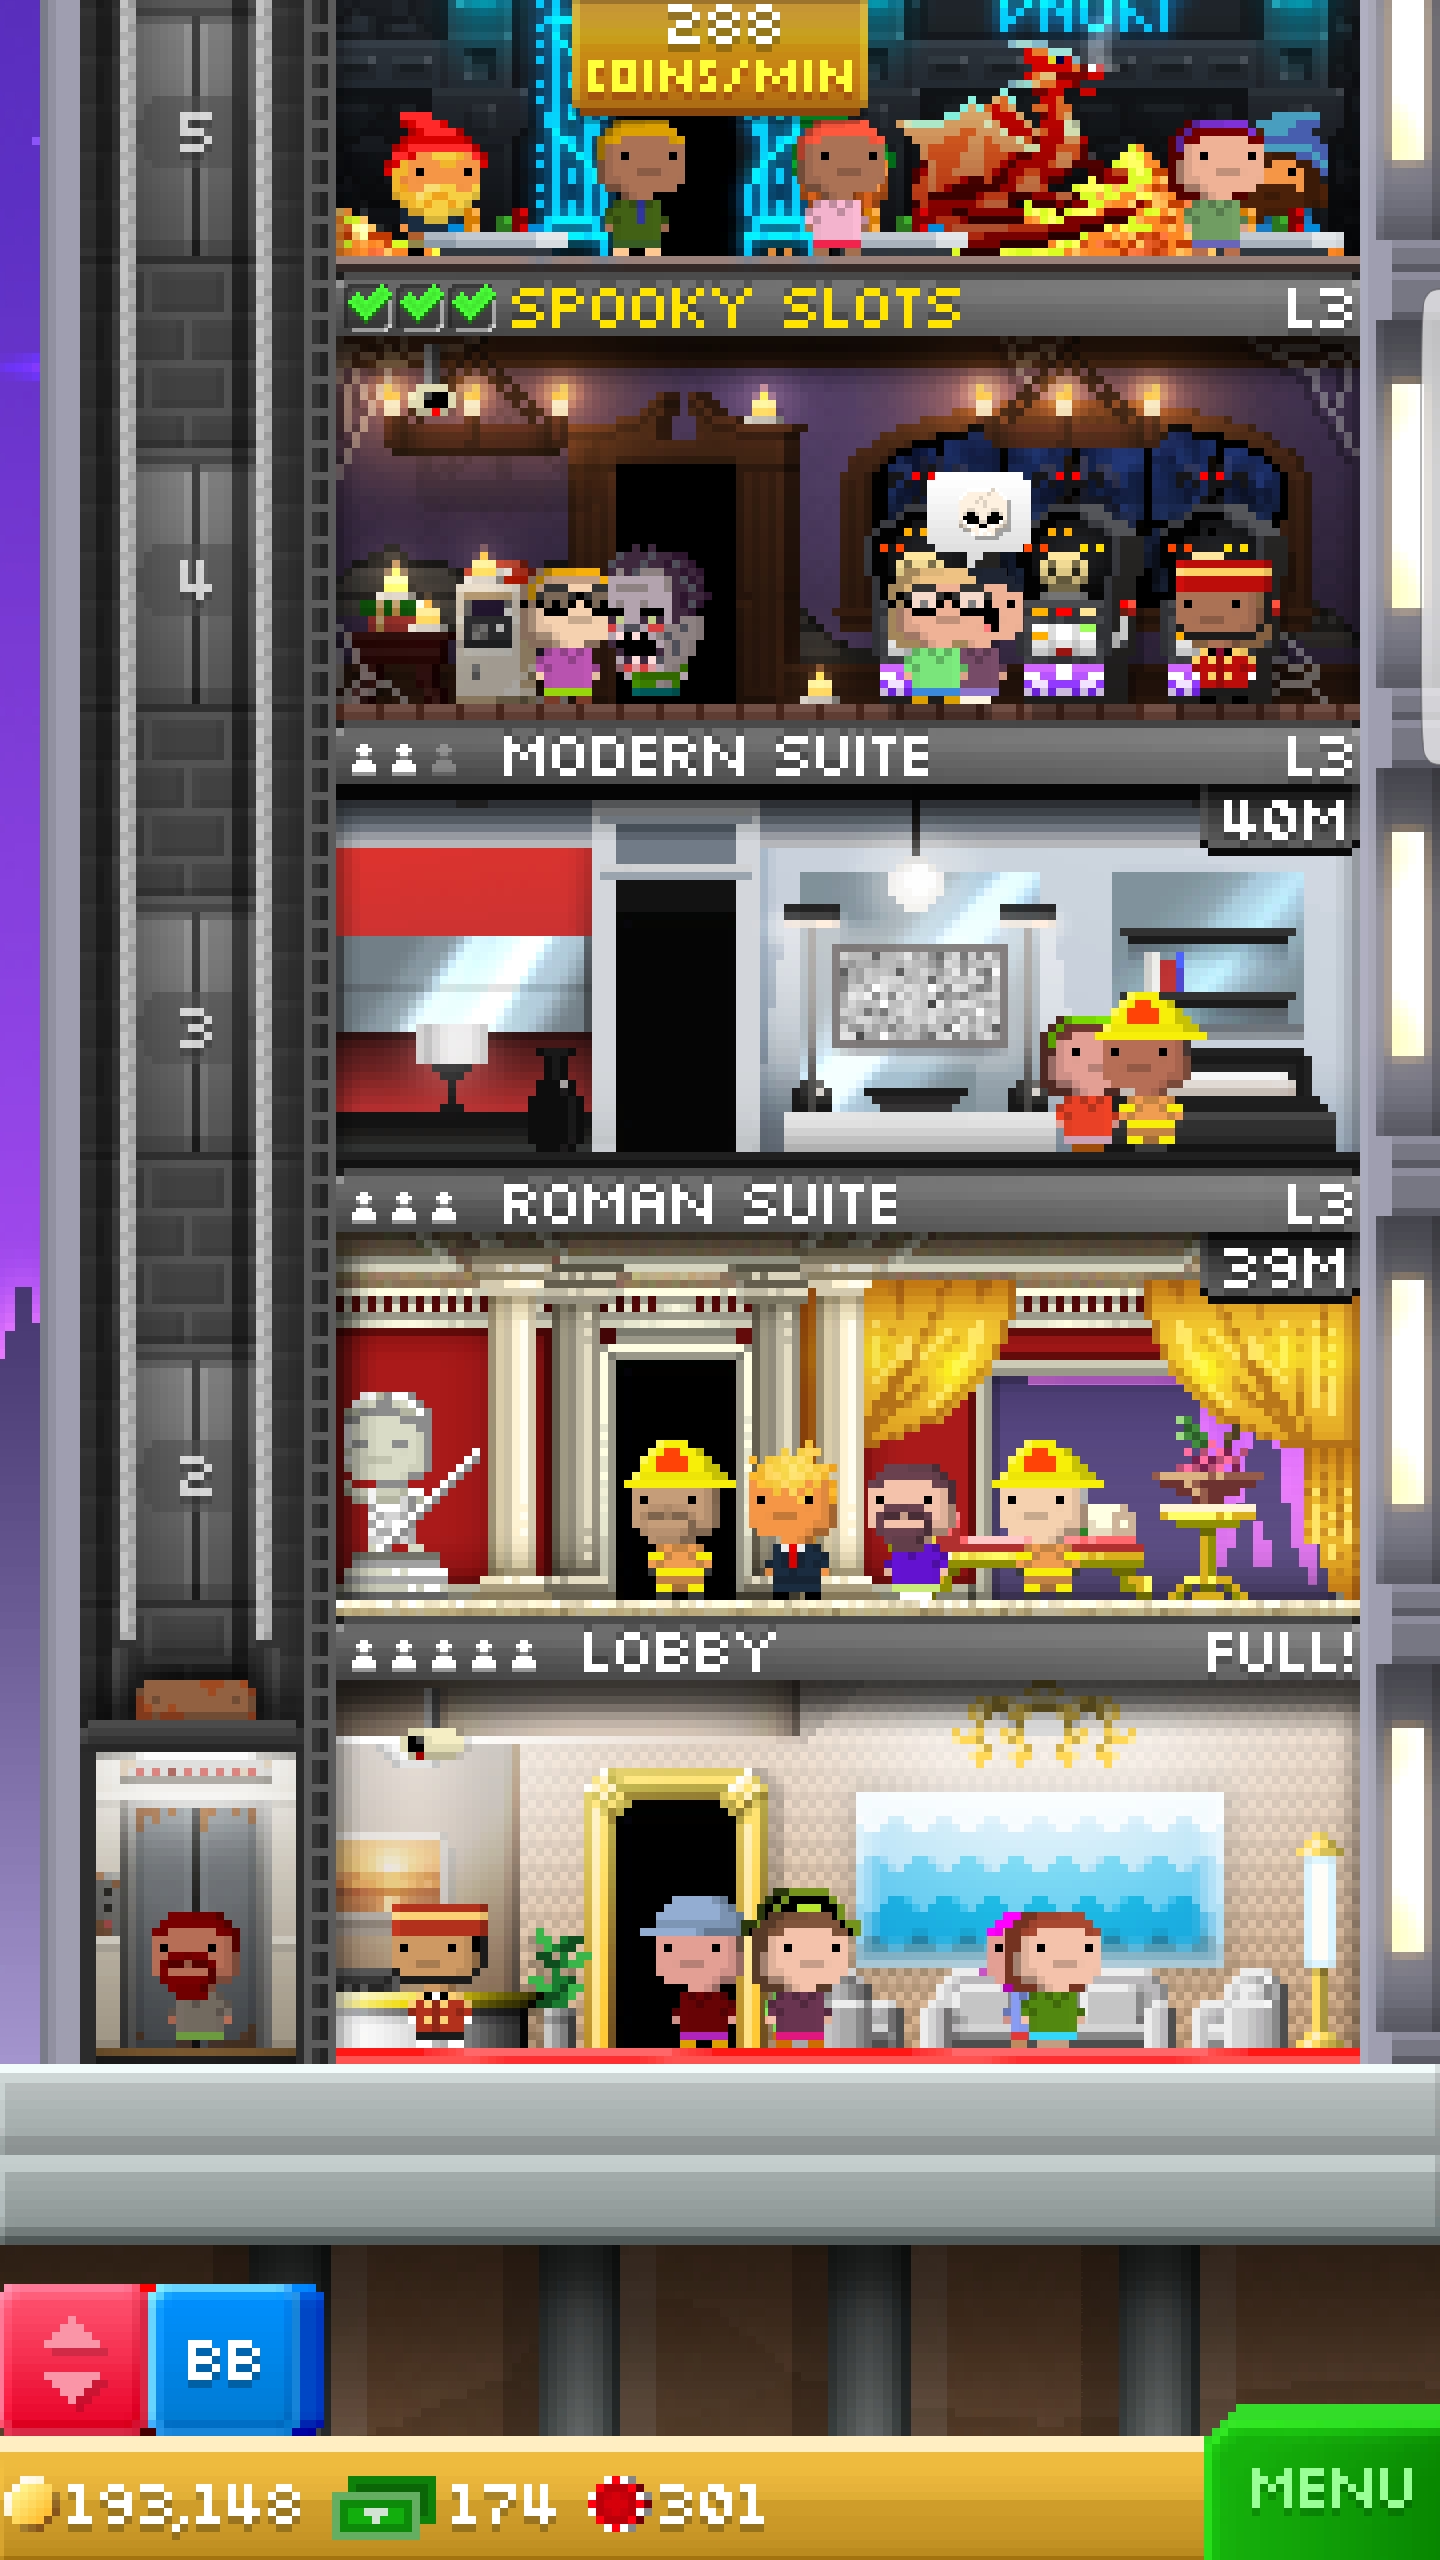 288
COINS/MIN
5
SPOOKY SLOTS L3
4
MODERN SUITE L3
40M
3
ROMAN SUITE L3
39M
2
LOBBY FULL!
BB
193,148 174 301
MENU